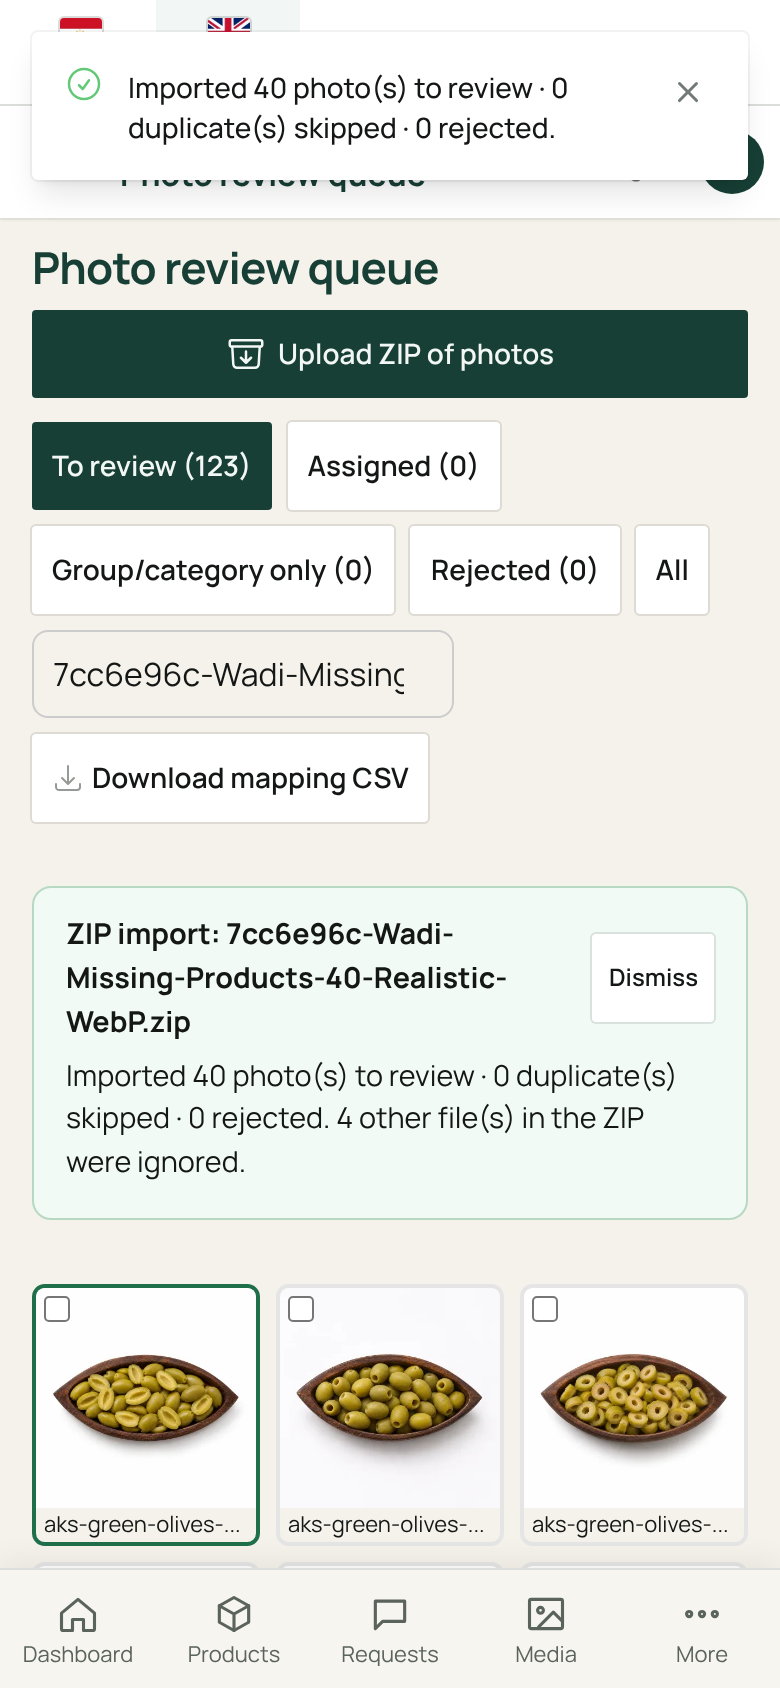 Imported 40 photo(s) to review · 0
duplicate(s) skipped · 0 rejected.
Photo review queue
Photo review queue
Upload ZIP of photos
To review (123)
Assigned (0)
Group/category only (0)
Rejected (0)
All
7cc6e96c-Wadi-Missing
Download mapping CSV
ZIP import: 7cc6e96c-Wadi-
Missing-Products-40-Realistic-
WebP.zip
Dismiss
Imported 40 photo(s) to review · 0 duplicate(s)
skipped · 0 rejected. 4 other file(s) in the ZIP
were ignored.
aks-green-olives-...
aks-green-olives-...
aks-green-olives-...
Dashboard
Products
Requests
Media
More